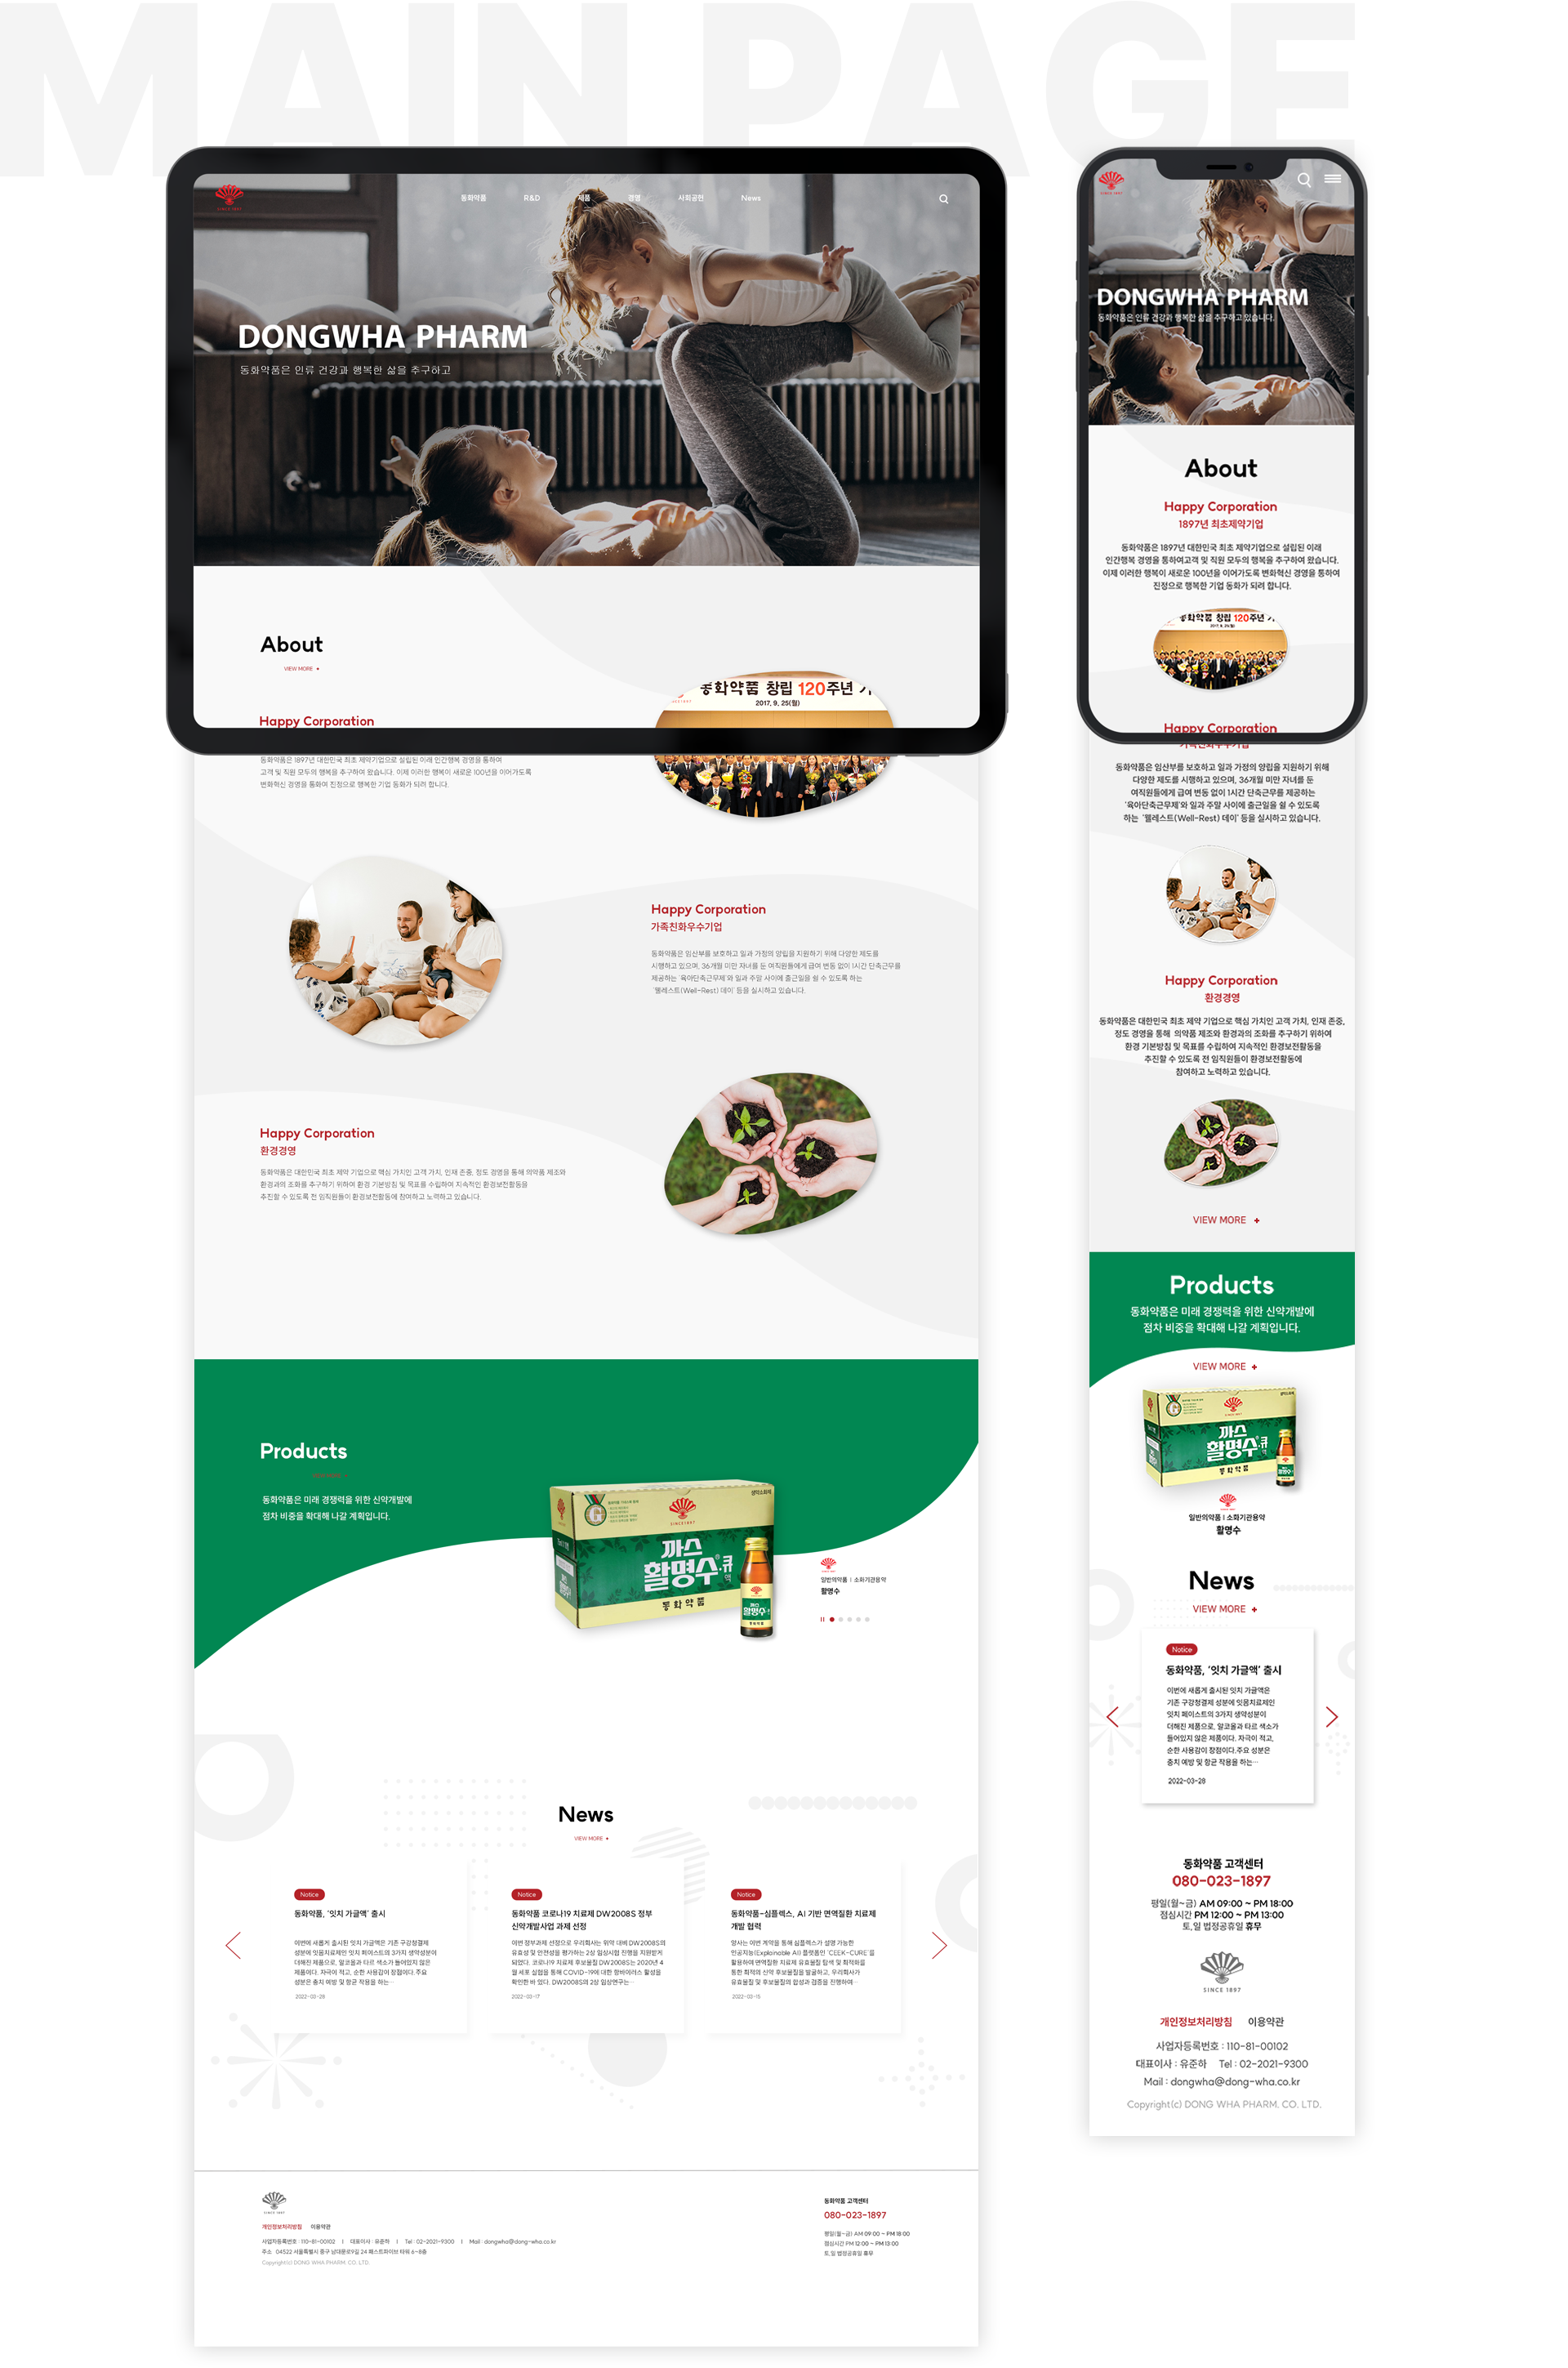 MAIN PAGE
SINCE 1897
동화약품 R&D 제품 경영 사회공헌 News
DONGWHA PHARM
동화약품은 인류 건강과 행복한 삶을 추구하고
About
VIEW MORE +
동화약품 창립 120주년 기
2017. 9. 25(월)
Happy Corporation
동화약품은 1897년 대한민국 최초 제약기업으로 설립된 이래 인간행복 경영을 통하여
고객 및 직원 모두의 행복을 추구하여 왔습니다. 이제 이러한 행복이 새로운 100년을 이어가도록
변화혁신 경영을 통하여 진정으로 행복한 기업 동화가 되려 합니다.
Happy Corporation
가족친화우수기업
동화약품은 임산부를 보호하고 일과 가정의 양립을 지원하기 위해 다양한 제도를
시행하고 있으며, 36개월 미만 자녀를 둔 여직원들에게 급여 변동 없이 1시간 단축근무를
제공하는 '육아단축근무제'와 일과 주말 사이에 출근일을 쉴 수 있도록 하는
'웰레스트(Well-Rest) 데이' 등을 실시하고 있습니다.
Happy Corporation
환경경영
동화약품은 대한민국 최초 제약 기업으로 핵심 가치인 고객 가치, 인재 존중, 정도 경영을 통해 의약품 제조와
환경과의 조화를 추구하기 위하여 환경 기본방침 및 목표를 수립하여 지속적인 환경보전활동을
추진할 수 있도록 전 임직원들이 환경보전활동에 참여하고 노력하고 있습니다.
Products
동화약품은 미래 경쟁력을 위한 신약개발에
점차 비중을 확대해 나갈 계획입니다.
생약소화제
SINCE 1897
까스
활명수·큐
액
동화약품
일반의약품 I 소화기관용약
활명수
News
VIEW MORE +
Notice
동화약품, '잇치 가글액' 출시
이번에 새롭게 출시된 잇치 가글액은 기존 구강청결제
성분에 잇몸치료제인 잇치 페이스트의 3가지 생약성분이
더해진 제품으로, 알코올과 타르 색소가 들어있지 않은
제품이다. 자극이 적고, 순한 사용감이 장점이다.주요
성분은 충치 예방 및 항균 작용을 하는…
2022-03-28
Notice
동화약품 코로나19 치료제 DW2008S 정부
신약개발사업 과제 선정
이번 정부과제 선정으로 우리회사는 위약 대비 DW2008S의
유효성 및 안전성을 평가하는 2상 임상시험 진행을 지원받게
되었다. 코로나19 치료제 후보물질 DW2008S는 2020년 4
월 세포 실험을 통해 COVID-19에 대한 항바이러스 활성을
확인한 바 있다. DW2008S의 2상 임상연구는…
2022-03-17
Notice
동화약품-심플렉스, AI 기반 면역질환 치료제
개발 협력
양사는 이번 계약을 통해 심플렉스가 설명 가능한
인공지능(Explainable AI) 플랫폼인 'CEEK-CURE'을
활용하여 면역질환 치료제 유효물질 탐색 및 최적화를
통한 최적의 신약 후보물질을 발굴하고, 우리회사가
유효물질 및 후보물질의 합성과 검증을 진행하여…
2022-03-15
SINCE 1897
개인정보처리방침 이용약관
사업자등록번호 : 110-81-00102 I 대표이사 : 유준하 I Tel : 02-2021-9300 I Mail : dongwha@dong-wha.co.kr
주소 : 04522 서울특별시 중구 남대문로9길 24 패스트파이브 타워 6~8층
Copyright(c) DONG WHA PHARM. CO. LTD.
동화약품 고객센터
080-023-1897
평일(월~금) AM 09:00 ~ PM 18:00
점심시간 PM 12:00 ~ PM 13:00
토,일 법정공휴일 휴무
SINCE 1897
DONGWHA PHARM
동화약품은 인류 건강과 행복한 삶을 추구하고 있습니다.
About
Happy Corporation
1897년 최초제약기업
동화약품은 1897년 대한민국 최초 제약기업으로 설립된 이래
인간행복 경영을 통하여고객 및 직원 모두의 행복을 추구하여 왔습니다.
이제 이러한 행복이 새로운 100년을 이어가도록 변화혁신 경영을 통하여
진정으로 행복한 기업 동화가 되려 합니다.
동화약품 창립 120주년 기
2017. 9. 25(월)
Happy Corporation
가족친화우수기업
동화약품은 임산부를 보호하고 일과 가정의 양립을 지원하기 위해
다양한 제도를 시행하고 있으며, 36개월 미만 자녀를 둔
여직원들에게 급여 변동 없이 1시간 단축근무를 제공하는
'육아단축근무제'와 일과 주말 사이에 출근일을 쉴 수 있도록
하는 '웰레스트(Well-Rest) 데이' 등을 실시하고 있습니다.
Happy Corporation
환경경영
동화약품은 대한민국 최초 제약 기업으로 핵심 가치인 고객 가치, 인재 존중,
정도 경영을 통해 의약품 제조와 환경과의 조화를 추구하기 위하여
환경 기본방침 및 목표를 수립하여 지속적인 환경보전활동을
추진할 수 있도록 전 임직원들이 환경보전활동에
참여하고 노력하고 있습니다.
VIEW MORE +
Products
동화약품은 미래 경쟁력을 위한 신약개발에
점차 비중을 확대해 나갈 계획입니다.
VIEW MORE +
까스
활명수·큐
동화약품
일반의약품 I 소화기관용약
활명수
News
VIEW MORE +
Notice
동화약품, '잇치 가글액' 출시
이번에 새롭게 출시된 잇치 가글액은
기존 구강청결제 성분에 잇몸치료제인
잇치 페이스트의 3가지 생약성분이
더해진 제품으로, 알코올과 타르 색소가
들어있지 않은 제품이다. 자극이 적고,
순한 사용감이 장점이다.주요 성분은
충치 예방 및 항균 작용을 하는…
2022-03-28
동화약품 고객센터
080-023-1897
평일(월~금) AM 09:00 ~ PM 18:00
점심시간 PM 12:00 ~ PM 13:00
토,일 법정공휴일 휴무
SINCE 1897
개인정보처리방침 이용약관
사업자등록번호 : 110-81-00102
대표이사 : 유준하 Tel : 02-2021-9300
Mail : dongwha@dong-wha.co.kr
Copyright(c) DONG WHA PHARM. CO. LTD.